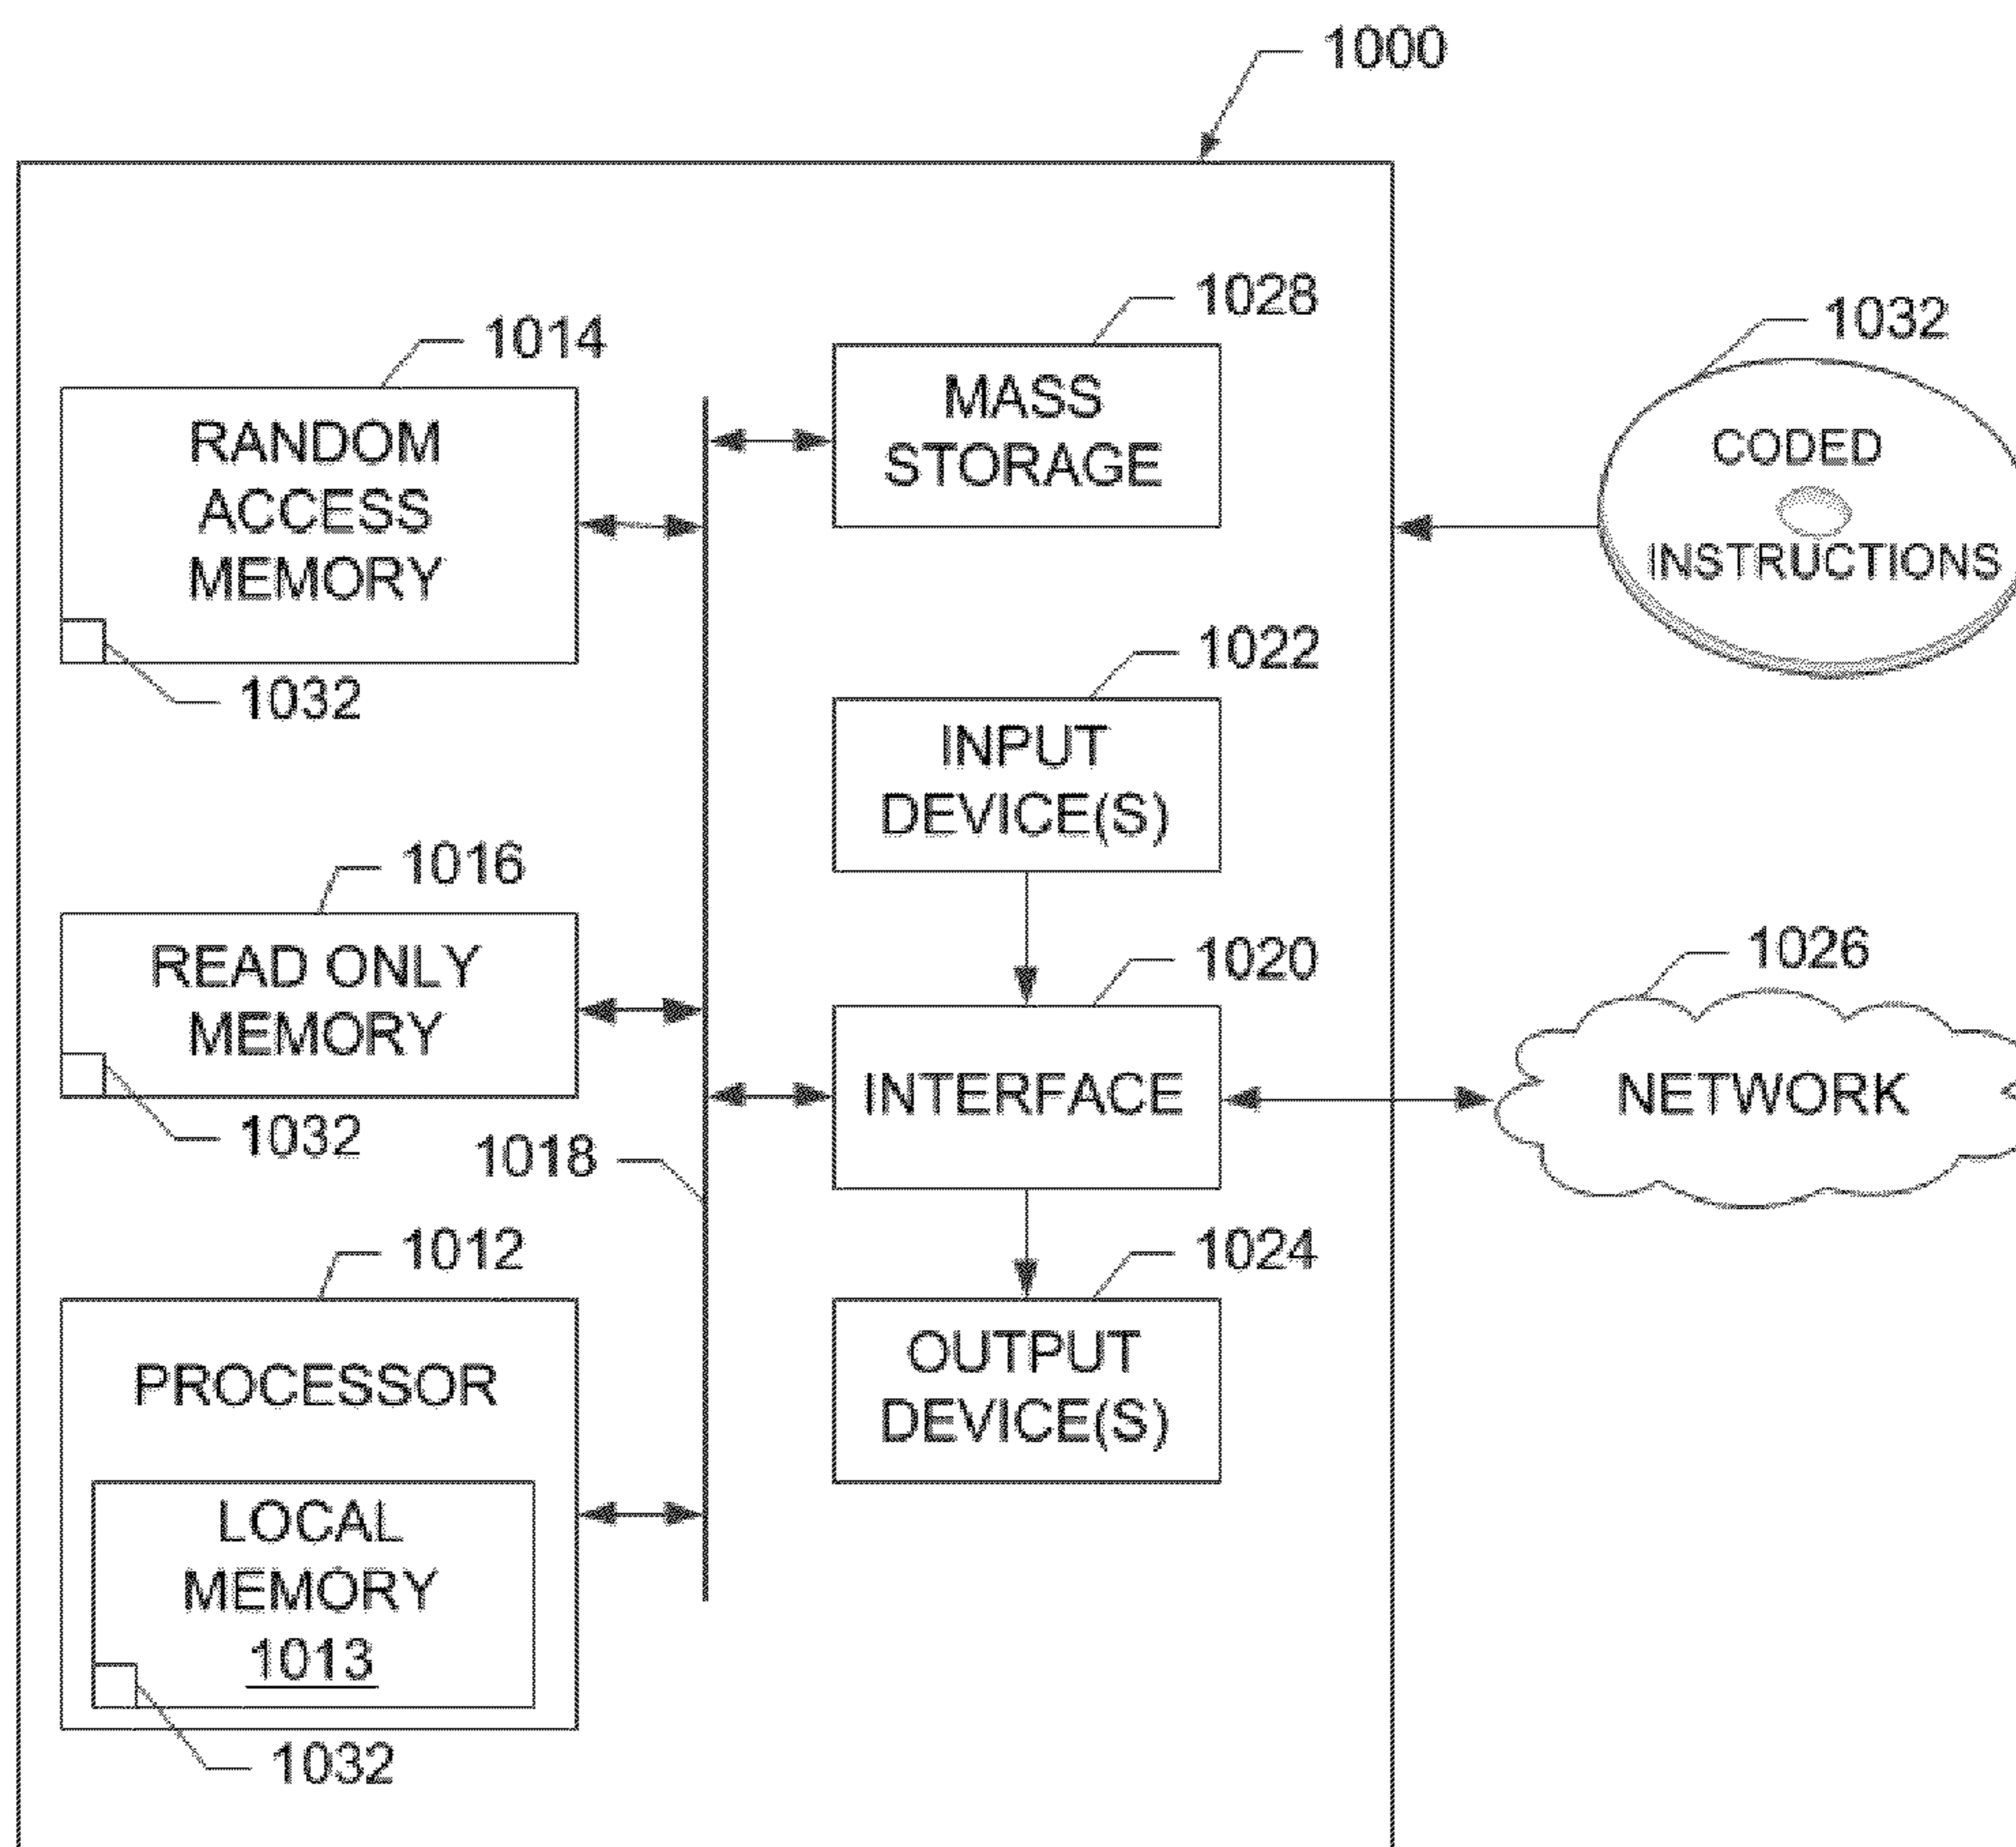 1000
1028
MASS
STORAGE
1014
RANDOM
ACCESS
MEMORY
1032
1032
CODED
INSTRUCTIONS
1022
INPUT
DEVICE(S)
1016
READ ONLY
MEMORY
1032
1020
INTERFACE
1026
NETWORK
1018
1012
PROCESSOR
LOCAL
MEMORY
1013
1032
1024
OUTPUT
DEVICE(S)